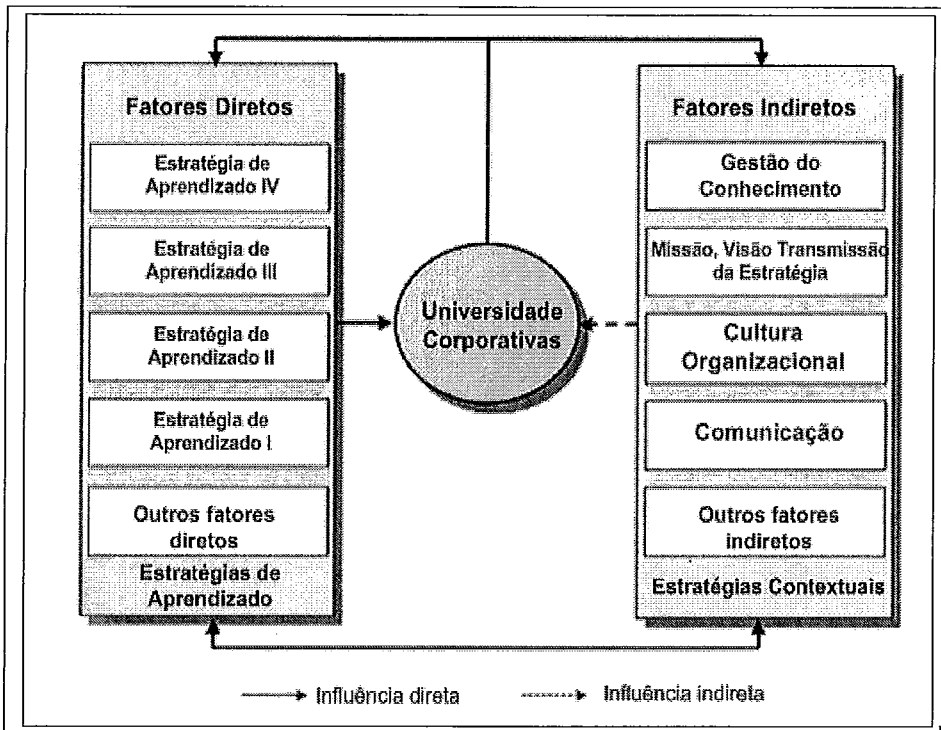 Fatores Diretos
Estratégia de
Aprendizado IV
Estratégia de
Aprendizado III
Estratégia de
Aprendizado II
Estratégia de
Aprendizado I
Outros fatores
diretos
Estratégias de
Aprendizado
Universidade
Corporativas
Fatores Indiretos
Gestão do
Conhecimento
Missão, Visão Transmissão
da Estratégia
Cultura
Organizacional
Comunicação
Outros fatores
indiretos
Estratégias Contextuais
Influência direta
Influência indireta